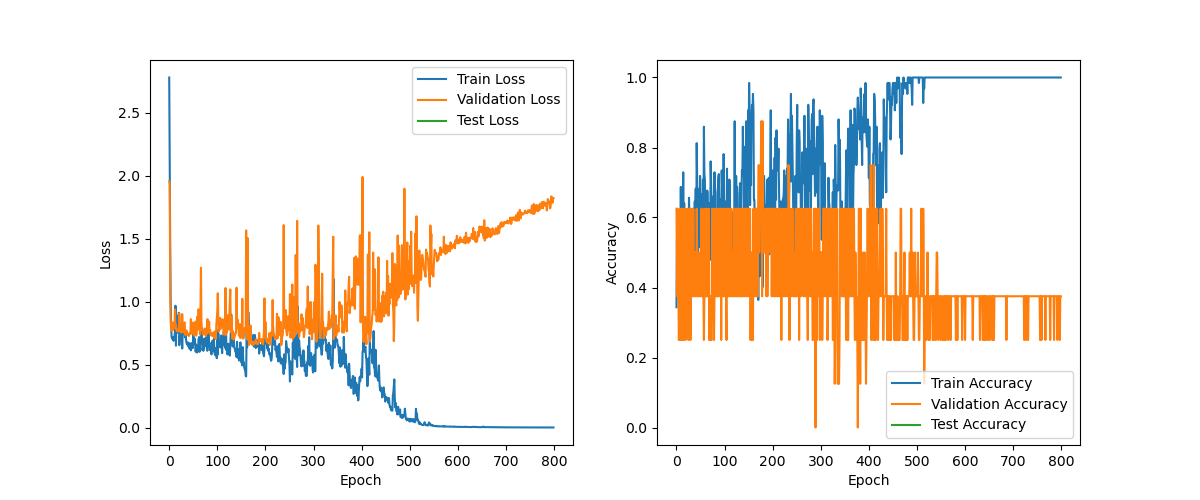 2.5
2.0
1.5
1.0
0.5
0.0
Loss
0 100 200 300 400 500 600 700 800
Epoch
Train Loss
Validation Loss
Test Loss
1.0
0.8
0.6
0.4
0.2
0.0
Accuracy
0 100 200 300 400 500 600 700 800
Epoch
Train Accuracy
Validation Accuracy
Test Accuracy